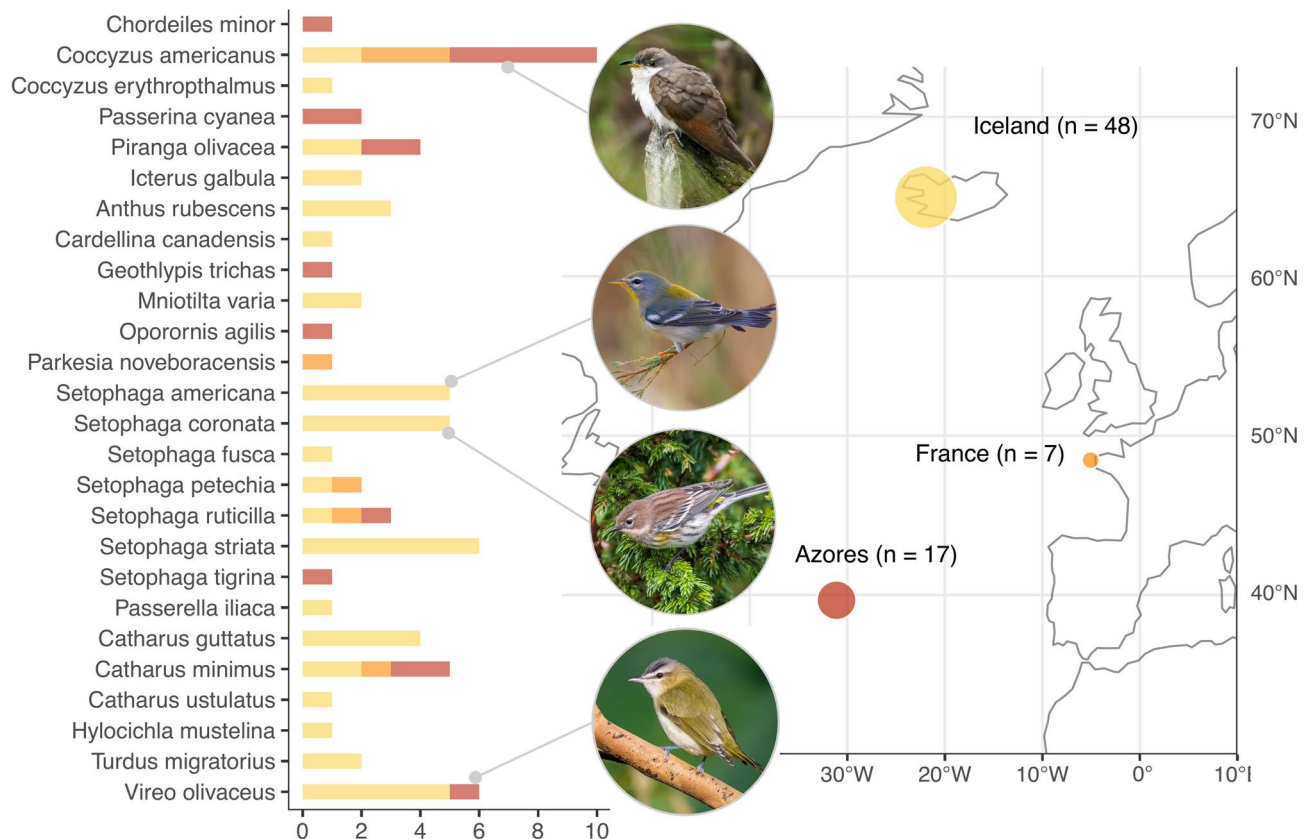 Chordeiles minor
Coccyzus americanus
Coccyzus erythropthalmus
Passerina cyanea
Piranga olivacea
Icterus galbula
Anthus rubescens
Cardellina canadensis
Geothlypis trichas
Mniotilta varia
Oporornis agilis
Parkesia noveboracensis
Setophaga americana
Setophaga coronata
Setophaga fusca
Setophaga petechia
Setophaga ruticilla
Setophaga striata
Setophaga tigrina
Passerella iliaca
Catharus guttatus
Catharus minimus
Catharus ustulatus
Hylocichla mustelina
Turdus migratorius
Vireo olivaceus
0 2 4 6 8 10
Iceland (n = 48)
France (n = 7)
Azores (n = 17)
70°N
60°N
50°N
40°N
30°W 20°W 10°W 0° 10°